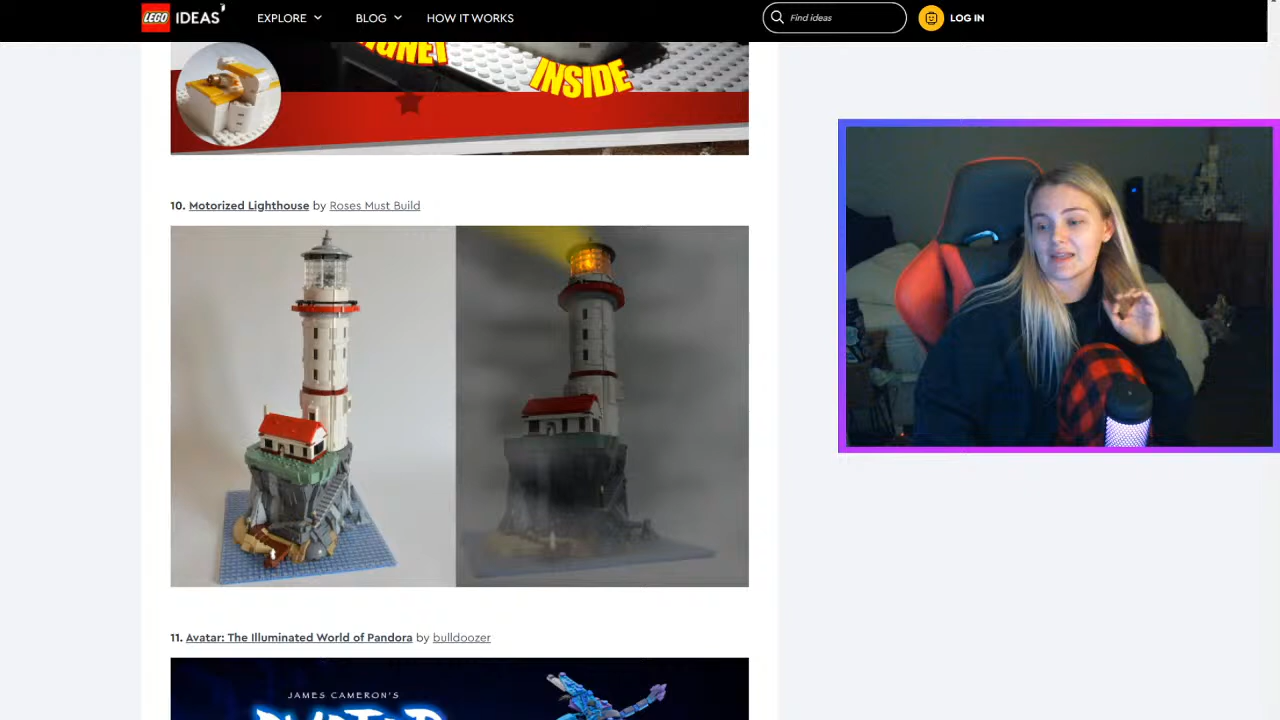 LEGO IDEAS EXPLORE BLOG HOW IT WORKS Find ideas LOG IN
INSIDE
10. Motorized Lighthouse by Roses Must Build
11. Avatar: The Illuminated World of Pandora by bulldoozer
JAMES CAMERON'S